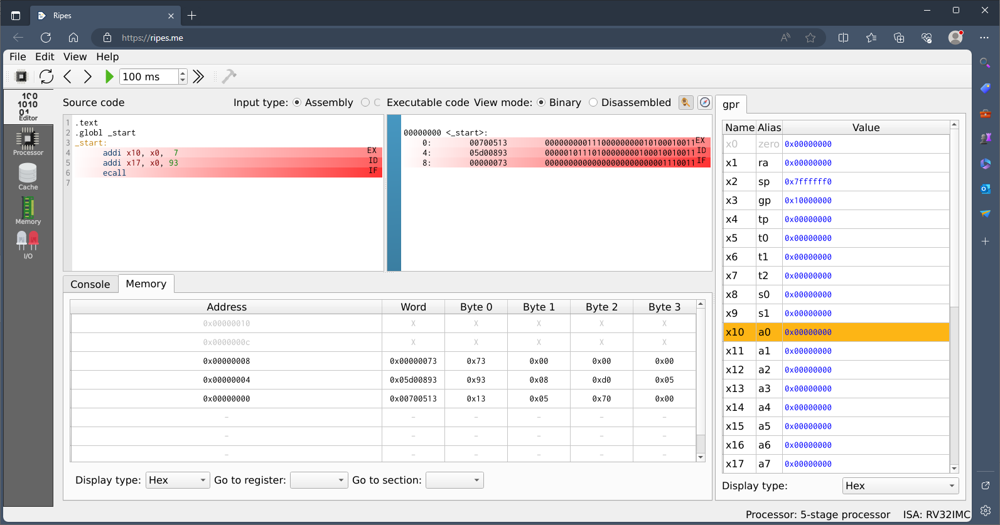 Ripes
https://ripes.me
File Edit View Help
100 ms
Editor
Processor
Cache
Memory
I/O
Source code Input type: Assembly C Executable code View mode: Binary Disassembled
1 .text
2 .globl _start
3 _start:
4 addi x10, x0, 7 EX
5 addi x17, x0, 93 ID
6 ecall IF
7
00000000 <_start>:
0: 00700513 00000000011100000000010100010011 EX
4: 05d00893 00000101110100000000100010010011 ID
8: 00000073 00000000000000000000000001110011 IF
Console Memory
Address Word Byte 0 Byte 1 Byte 2 Byte 3
0x00000010 X X X X X
0x0000000c X X X X X
0x00000008 0x00000073 0x73 0x00 0x00 0x00
0x00000004 0x05d00893 0x93 0x08 0xd0 0x05
0x00000000 0x00700513 0x13 0x05 0x70 0x00
- - - - - -
- - - - - -
- - - - - -
Display type: Hex Go to register: Go to section:
gpr
Name Alias Value
x0 zero 0x00000000
x1 ra 0x00000000
x2 sp 0x7ffffff0
x3 gp 0x10000000
x4 tp 0x00000000
x5 t0 0x00000000
x6 t1 0x00000000
x7 t2 0x00000000
x8 s0 0x00000000
x9 s1 0x00000000
x10 a0 0x00000000
x11 a1 0x00000000
x12 a2 0x00000000
x13 a3 0x00000000
x14 a4 0x00000000
x15 a5 0x00000000
x16 a6 0x00000000
x17 a7 0x00000000
Display type: Hex
Processor: 5-stage processor ISA: RV32IMC